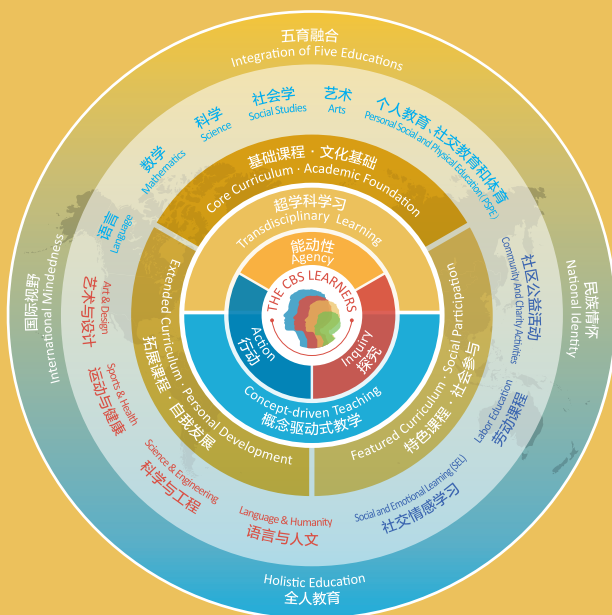 五育融合
Integration of Five Educations
国际视野
International Mindedness
民族情怀
National Identity
Holistic Education
全人教育
语言
Language
数学
Mathematics
科学
Science
社会学
Social Studies
艺术
Arts
个人教育、社交教育和体育
Personal Social and Physical Education( PSPE)
社区公益活动
Community And Charity Activities
Labor Education
劳动课程
Social and Emotional Learning (SEL)
社交情感学习
Language & Humanity
语言与人文
Science & Engineering
科学与工程
Sports & Health
运动与健康
Art & Design
艺术与设计
基础课程 · 文化基础
Core Curriculum · Academic Foundation
Extended Curriculum · Personal Development
拓展课程 · 自我发展
Featured Curriculum · Social Participation
特色课程 · 社会参与
超学科学习
Transdisciplinary Learning
Concept-driven Teaching
概念驱动式教学
能动性
Agency
Action
行动
Inquiry
探究
• THE CBS LEARNERS •